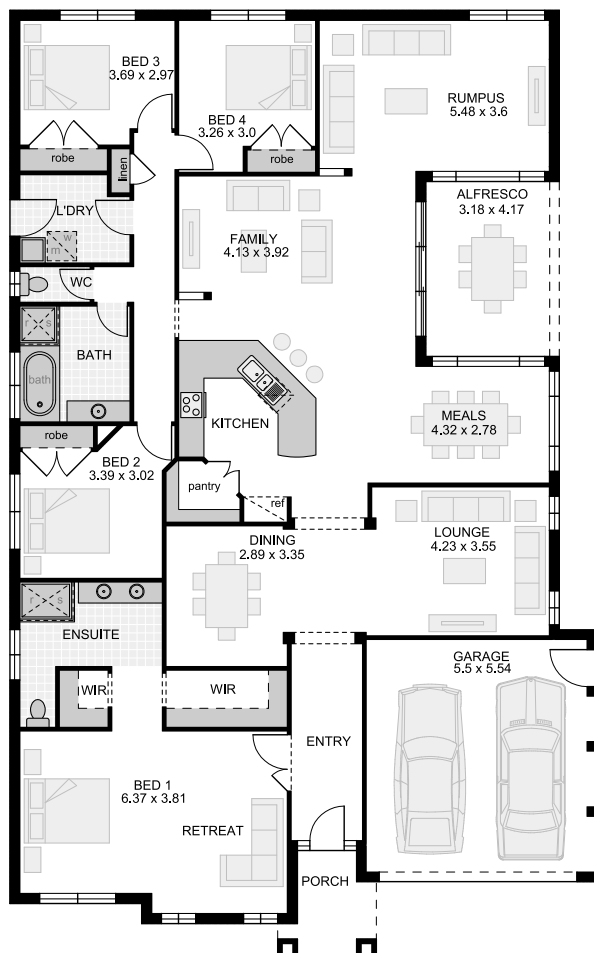 BED 3
3.69 x 2.97
BED 4
3.26 x 3.0
RUMPUS
5.48 x 3.6
robe
linen
robe
L'DRY
w
m
ALFRESCO
3.18 x 4.17
FAMILY
4.13 x 3.92
WC
r s
BATH
bath
KITCHEN
MEALS
4.32 x 2.78
robe
BED 2
3.39 x 3.02
pantry
ref
DINING
2.89 x 3.35
LOUNGE
4.23 x 3.55
r s
ENSUITE
GARAGE
5.5 x 5.54
WIR
WIR
ENTRY
BED 1
6.37 x 3.81
RETREAT
PORCH